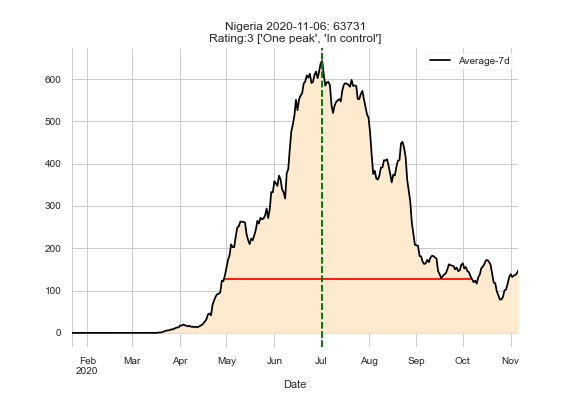 Nigeria 2020-11-06: 63731
Rating:3 ['One peak', 'In control']
Average-7d
600
500
400
300
200
100
0
Feb
2020
Mar
Apr
May
Jun
Jul
Aug
Sep
Oct
Nov
Date